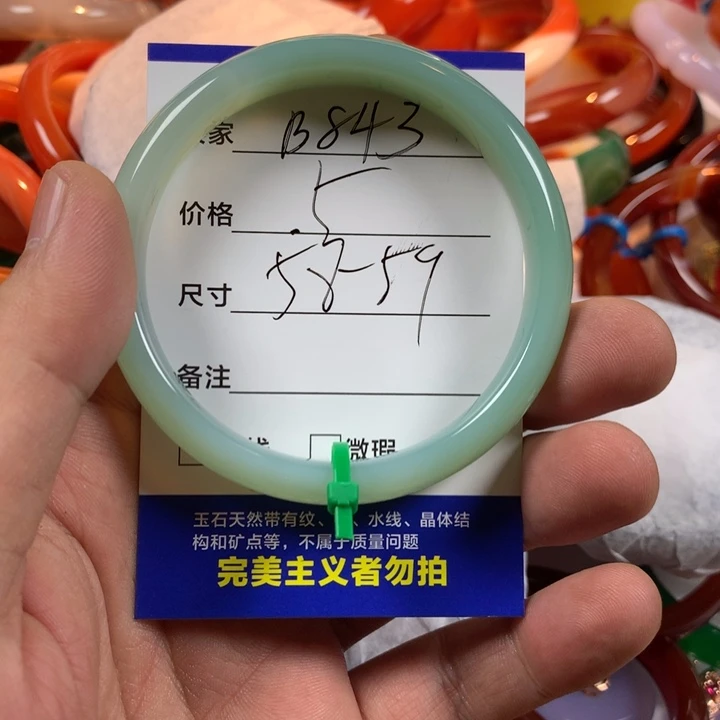 家 B843
价格 5
尺寸 58-59
备注
微瑕
玉石天然带有纹、水线、晶体结
构和矿点等，不属于质量问题
完美主义者勿拍